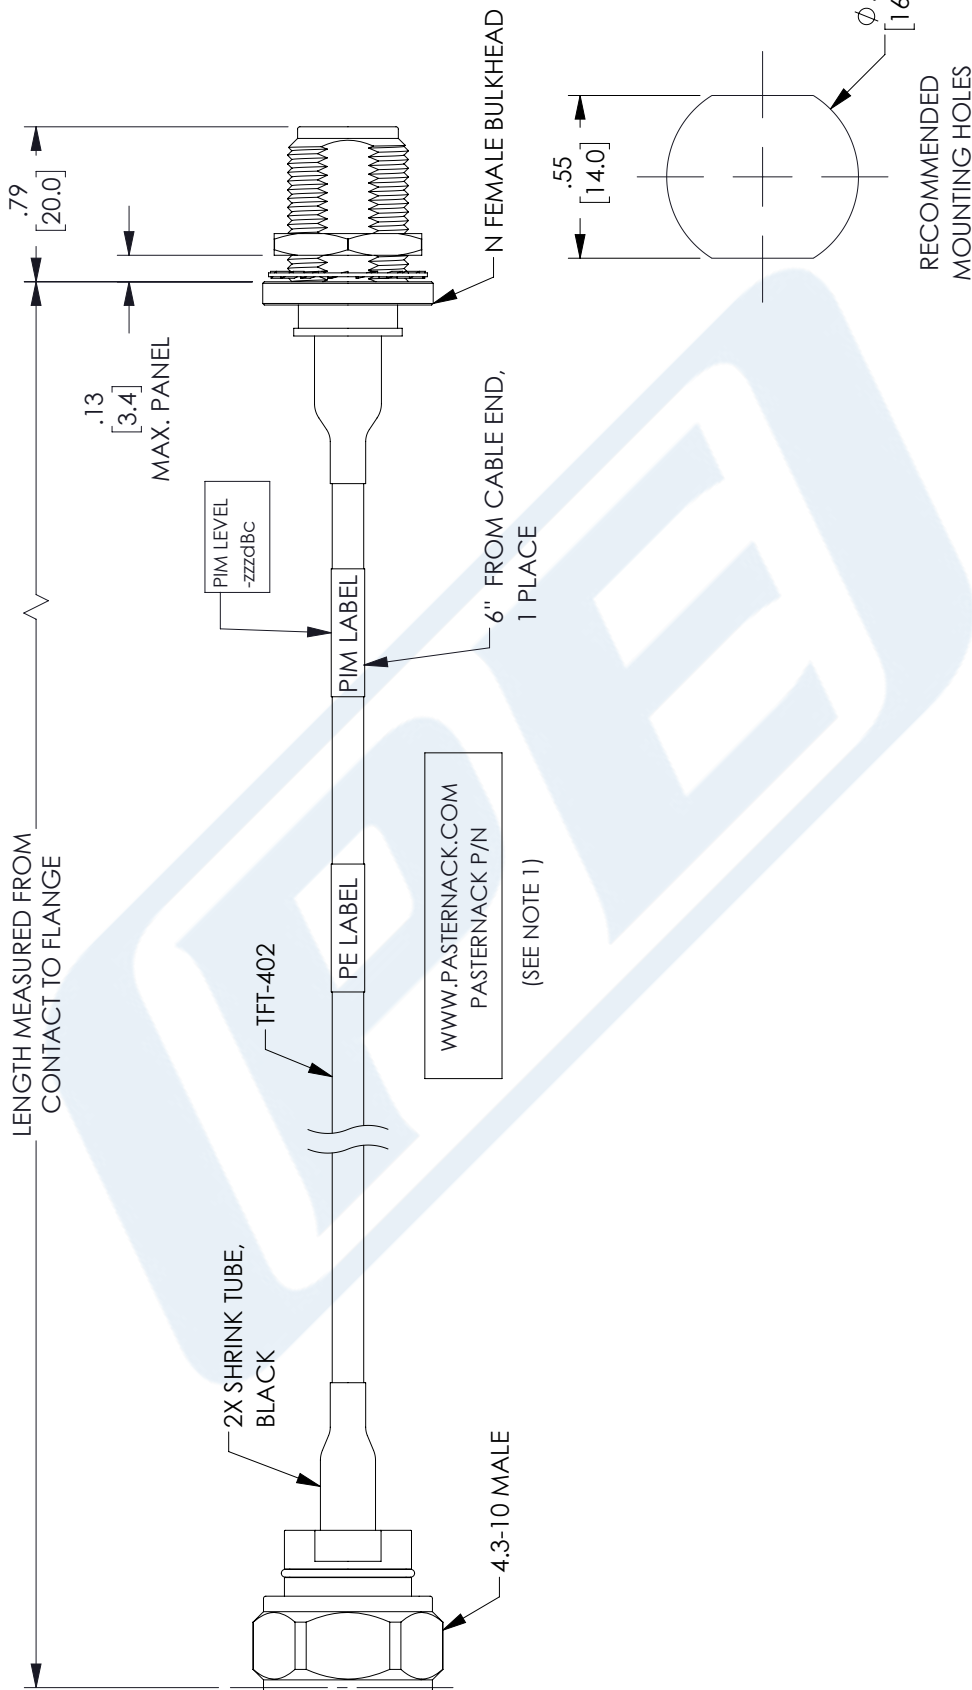 LENGTH MEASURED FROM
CONTACT TO FLANGE
.79
[20.0]
.13
[3.4]
MAX. PANEL
2X SHRINK TUBE,
BLACK
TFT-402
PIM LEVEL
-zzzdBc
PE LABEL
PIM LABEL
4.3-10 MALE
WWW.PASTERNACK.COM
PASTERNACK P/N
(SEE NOTE 1)
6" FROM CABLE END,
1 PLACE
N FEMALE BULKHEAD
.55
[14.0]
RECOMMENDED
MOUNTING HOLES
PE